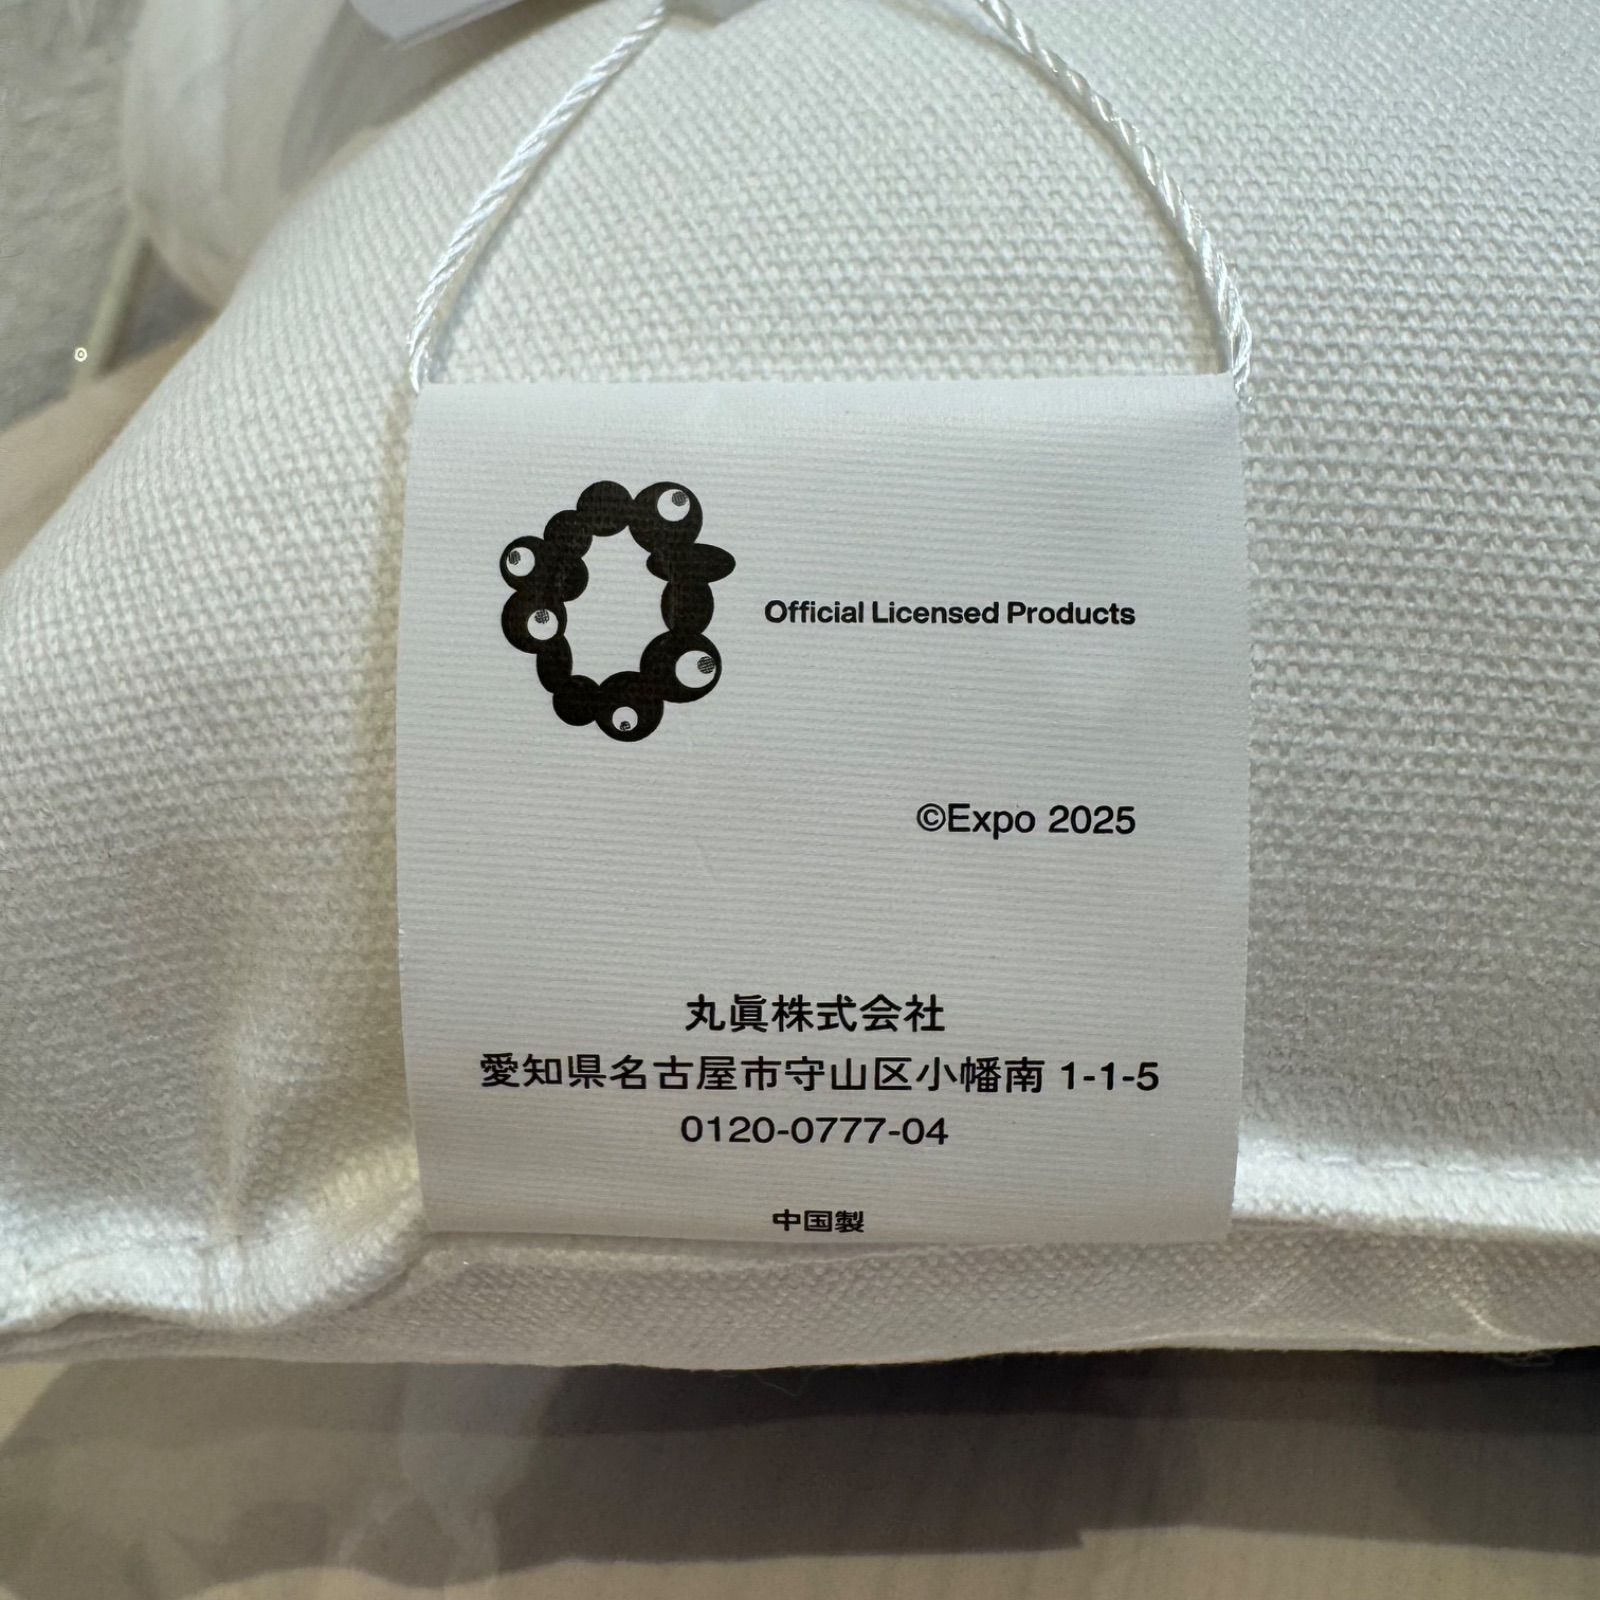 Official Licensed Products
©Expo 2025
丸眞株式会社
愛知県名古屋市守山区小幡南 1-1-5
0120-0777-04
中国製